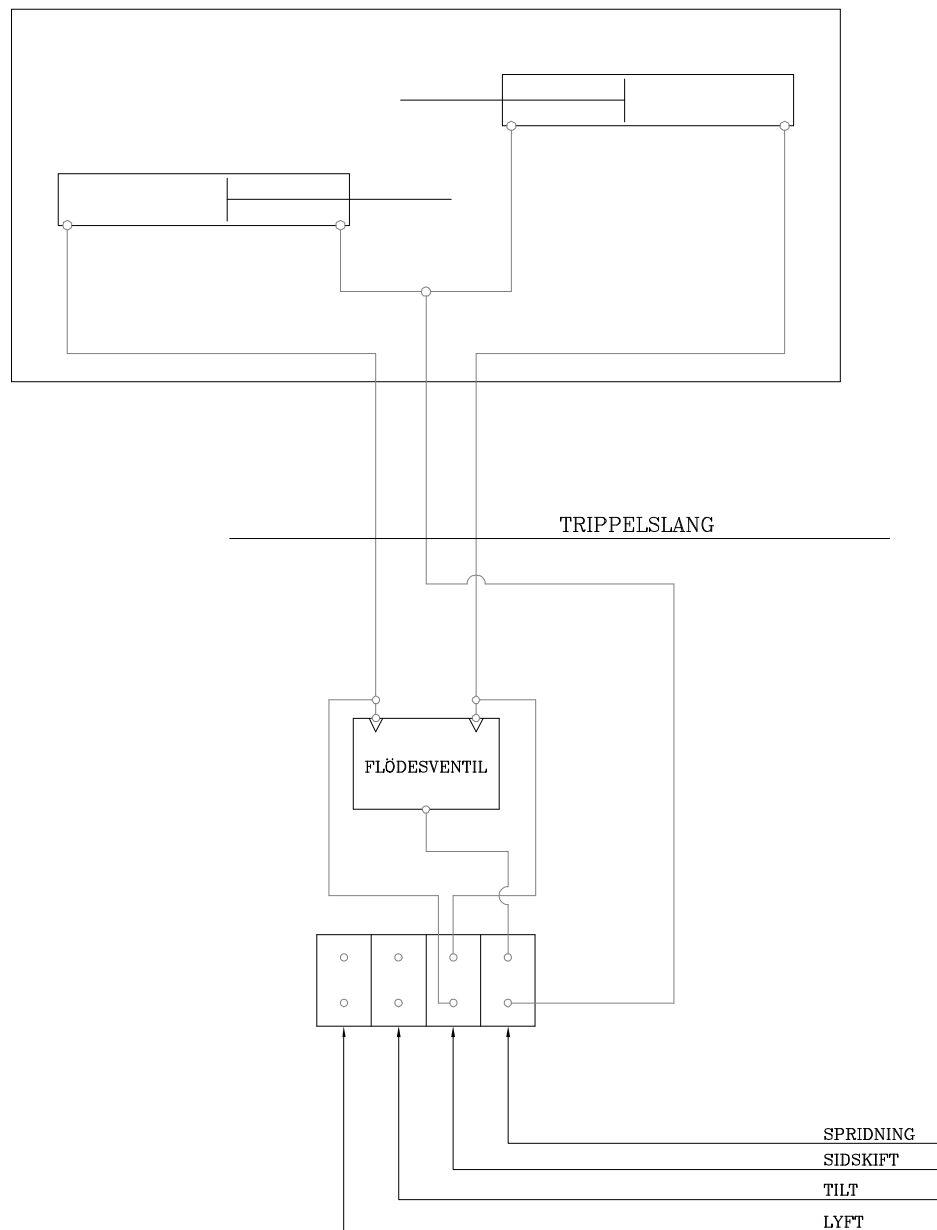 TRIPPELSLANG
FLÖDESVENTIL
SPRIDNING
SIDSKIFT
TILT
LYFT